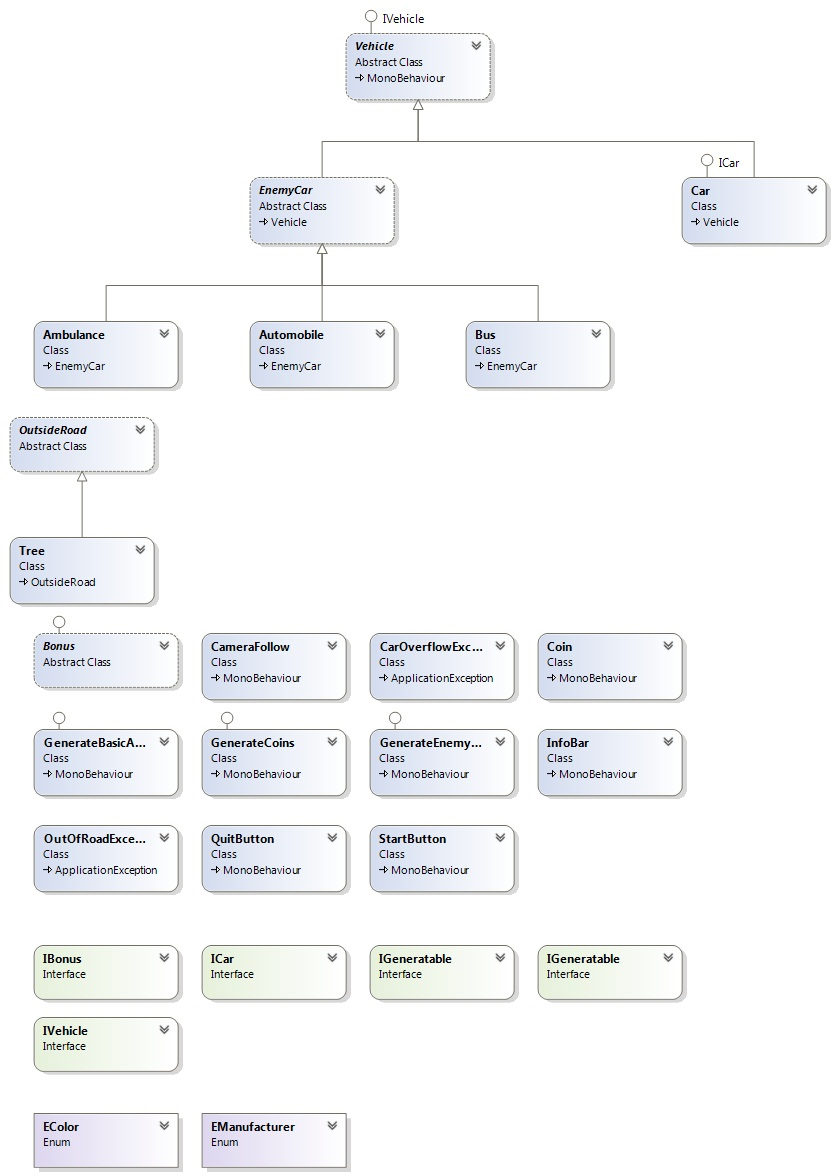 IVehicle
Vehicle
Abstract Class
MonoBehaviour
ICar
EnemyCar
Abstract Class
Vehicle
Car
Class
Vehicle
Ambulance
Class
EnemyCar
Automobile
Class
EnemyCar
Bus
Class
EnemyCar
OutsideRoad
Abstract Class
Tree
Class
OutsideRoad
Bonus
Abstract Class
CameraFollow
Class
MonoBehaviour
CarOverflowExc...
Class
ApplicationException
Coin
Class
MonoBehaviour
GenerateBasicA...
Class
MonoBehaviour
GenerateCoins
Class
MonoBehaviour
GenerateEnemy...
Class
MonoBehaviour
InfoBar
Class
MonoBehaviour
OutOfRoadExce...
Class
ApplicationException
QuitButton
Class
MonoBehaviour
StartButton
Class
MonoBehaviour
IBonus
Interface
ICar
Interface
IGeneratable
Interface
IGeneratable
Interface
IVehicle
Interface
EColor
Enum
EManufacturer
Enum